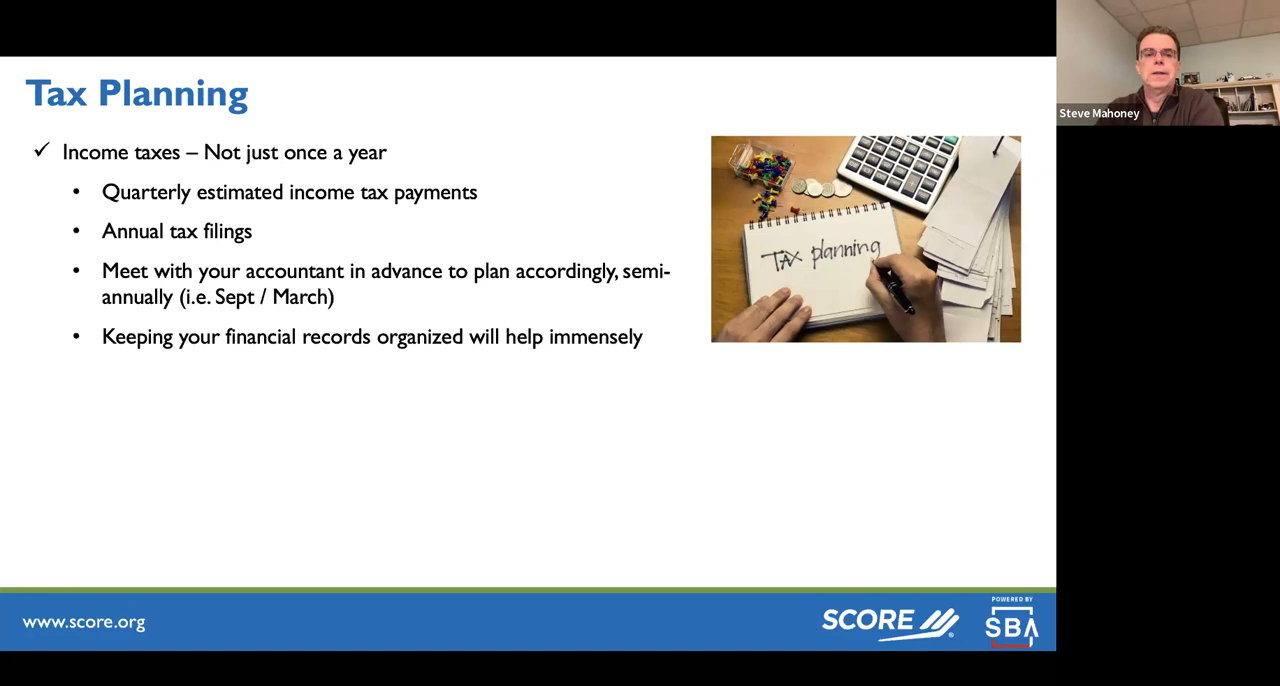 Tax Planning
✓ Income taxes – Not just once a year
• Quarterly estimated income tax payments
• Annual tax filings
• Meet with your accountant in advance to plan accordingly, semi-
annually (i.e. Sept / March)
• Keeping your financial records organized will help immensely
TAX planning
Steve Mahoney
www.score.org
SCORE
®
POWERED BY
SBA